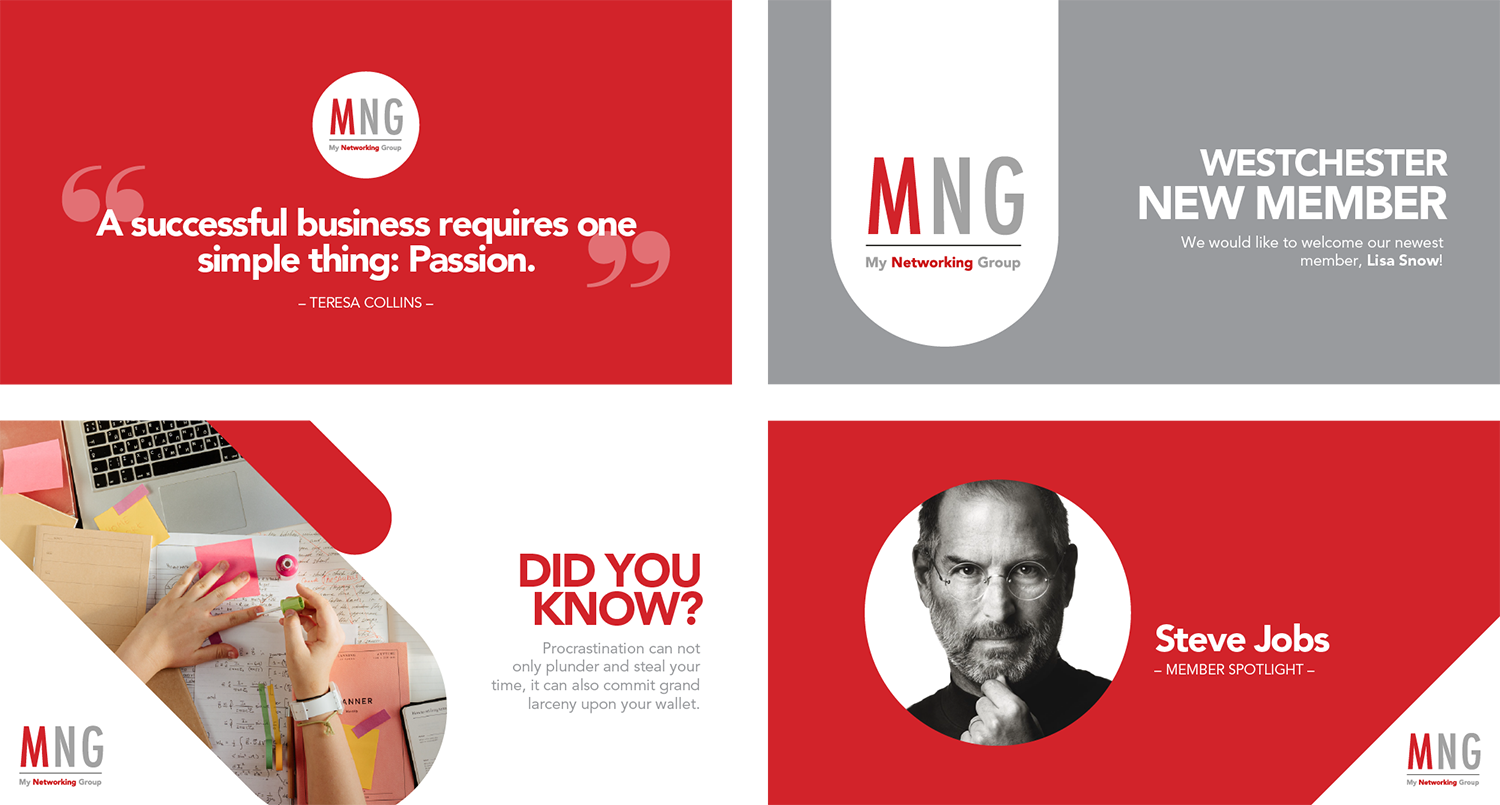 MNG
My Networking Group
A successful business requires one
simple thing: Passion.
– TERESA COLLINS –
MNG
My Networking Group
WESTCHESTER
NEW MEMBER
We would like to welcome our newest
member, Lisa Snow!
DID YOU
KNOW?
Procrastination can not
only plunder and steal your
time, it can also commit grand
larceny upon your wallet.
MNG
My Networking Group
Steve Jobs
– MEMBER SPOTLIGHT –
MNG
My Networking Group